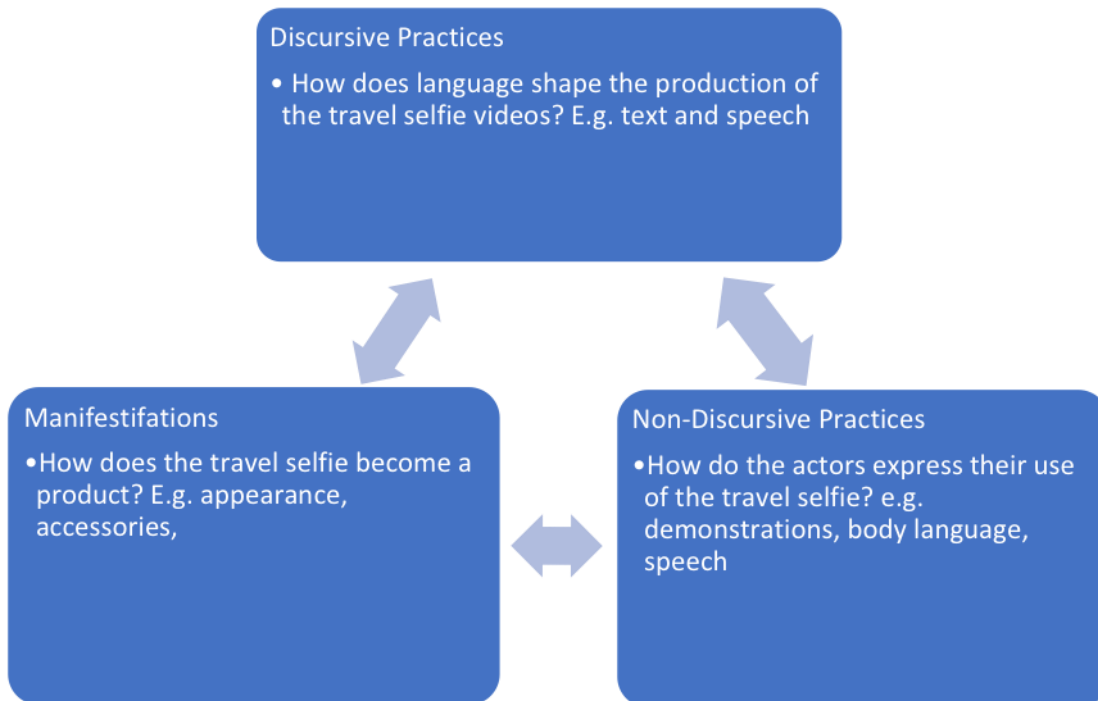 Discursive Practices
• How does language shape the production of
the travel selfie videos? E.g. text and speech
Manifestifations
•How does the travel selfie become a
product? E.g. appearance,
accessories,
Non-Discursive Practices
•How do the actors express their use
of the travel selfie? e.g.
demonstrations, body language,
speech